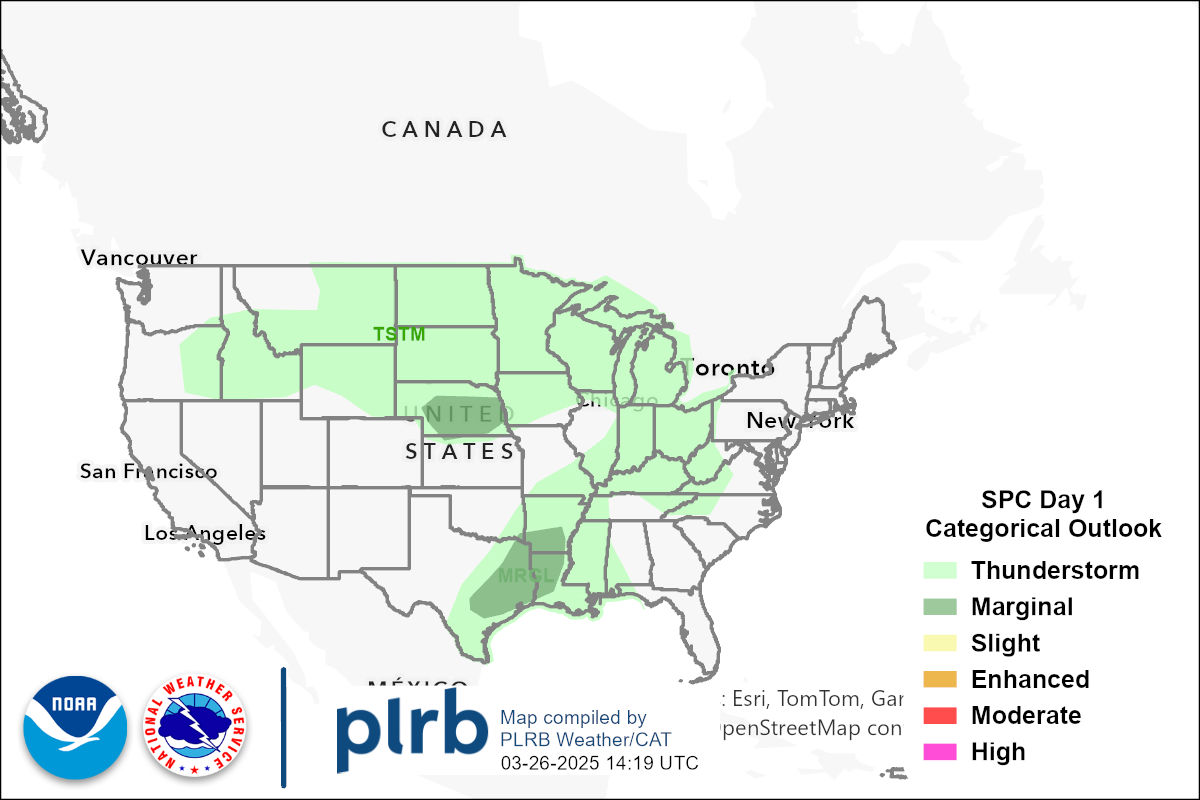 CANADA
Vancouver
TSTM
Toronto
Chicago
UNITED
New York
STATES
San Francisco
Los Angeles
MRGL
MÉXICO
SPC Day 1
Categorical Outlook
Thunderstorm
Marginal
Slight
Enhanced
Moderate
High
NOAA
NATIONAL WEATHER SERVICE
plrb
Map compiled by
PLRB Weather/CAT
03-26-2025 14:19 UTC
: Esri, TomTom, Gar
penStreetMap con